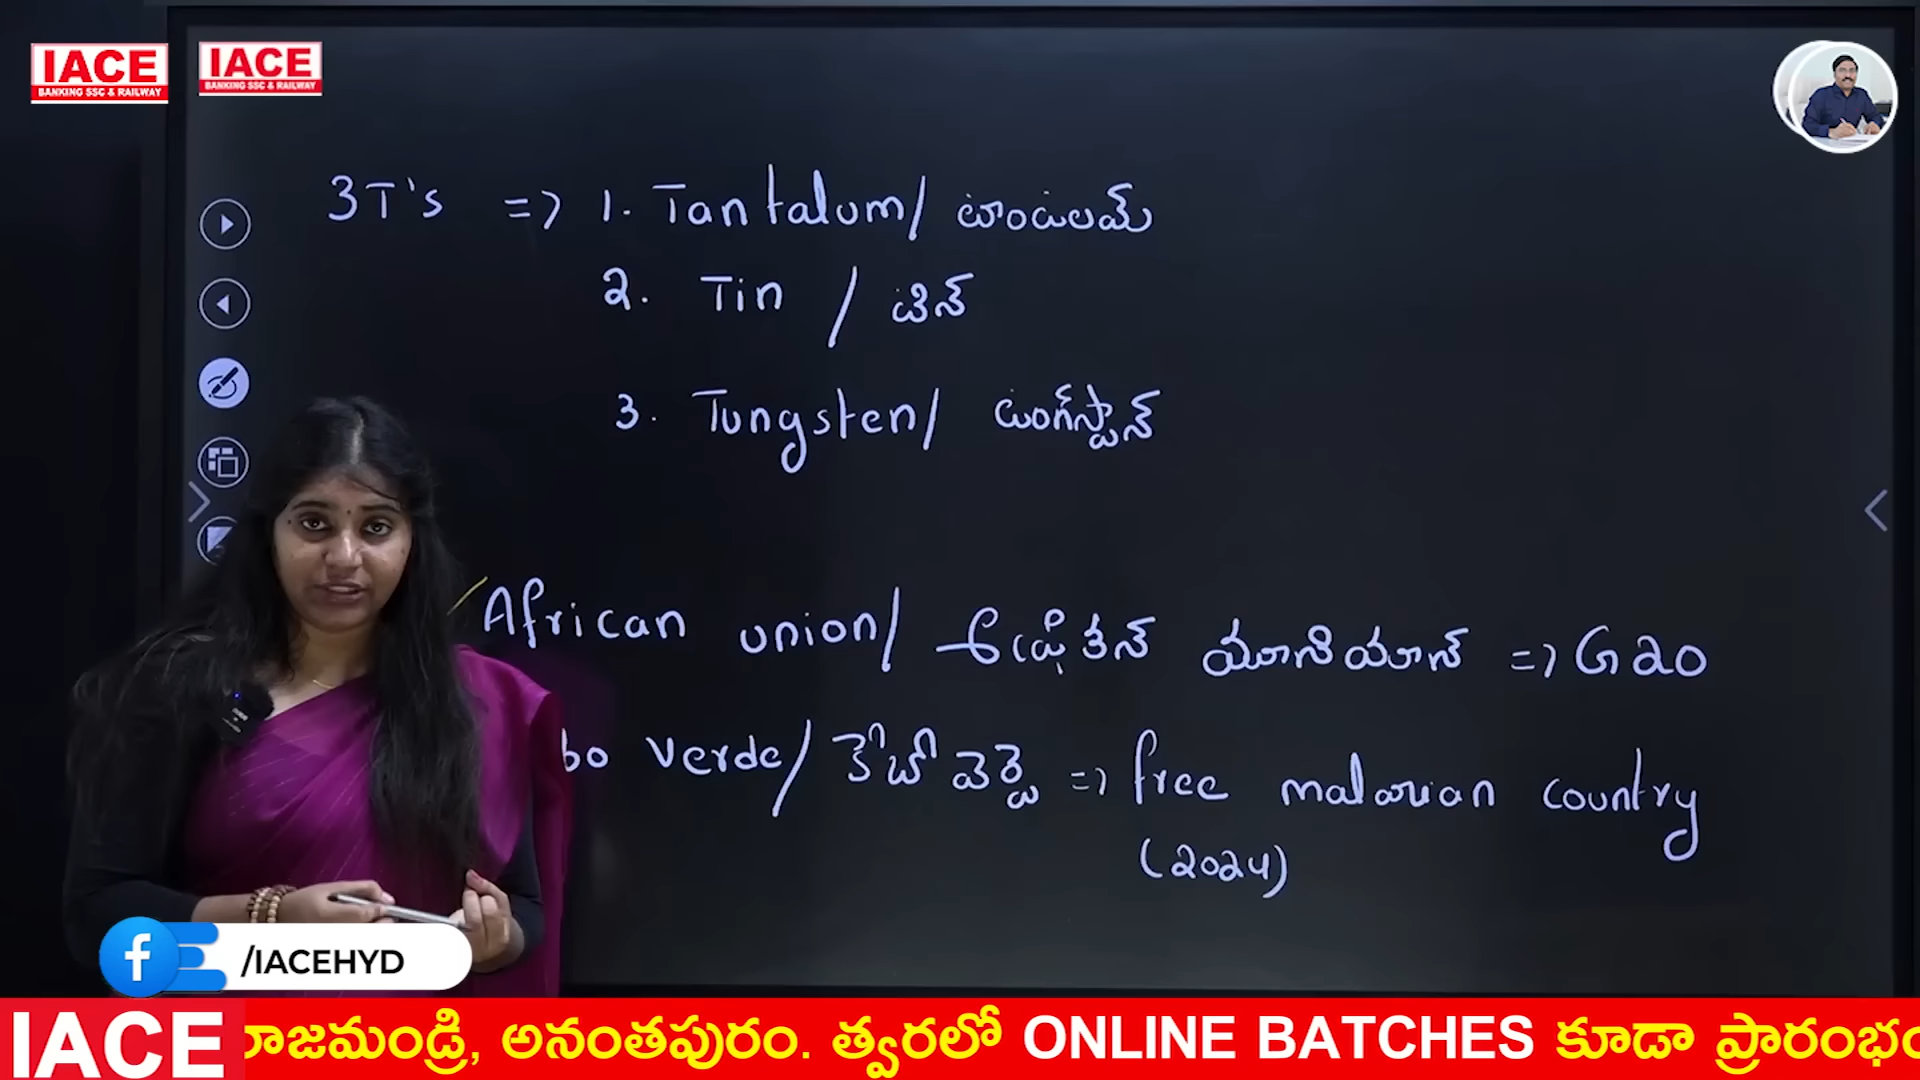 IACE
BANKING SSC & RAILWAY
IACE
BANKING SSC & RAILWAY
3T's => 1. Tantalum/ టాంటలమ్
2. Tin / టిన్
3. Tungsten/ టంగ్‌స్టాన్
African union/ ఆఫ్రికన్ యూనియన్ => G20
bo verde/ కేబో వెర్డె => free malarian country
(2024)
f /IACEHYD
IACE రాజమండ్రి, అనంతపురం. త్వరలో ONLINE BATCHES కూడా ప్రారంభం